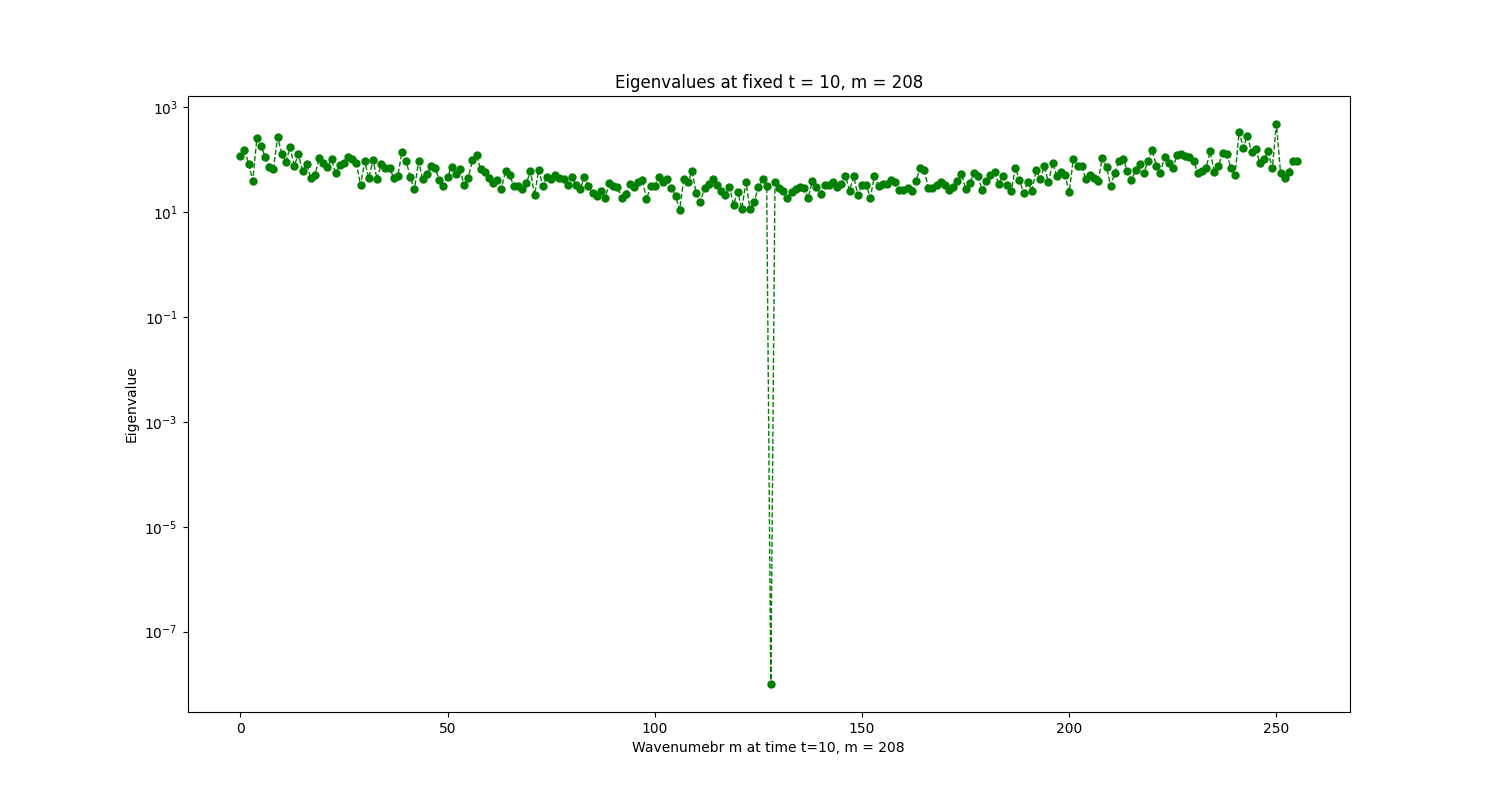 Eigenvalues at fixed t = 10, m = 208
10³
10¹
10⁻¹
10⁻³
10⁻⁵
10⁻⁷
Eigenvalue
0 50 100 150 200 250
Wavenumebr m at time t=10, m = 208